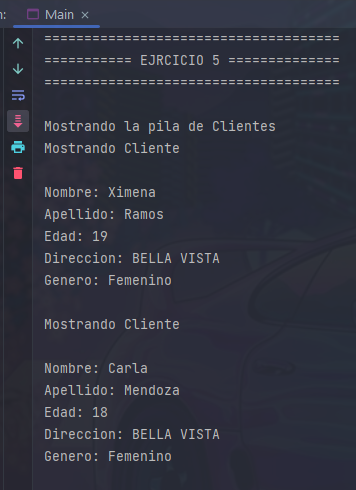 n: Main ×
=====================================
=========== EJRCICIO 5 ==============
=====================================
Mostrando la pila de Clientes
Mostrando Cliente
Nombre: Ximena
Apellido: Ramos
Edad: 19
Direccion: BELLA VISTA
Genero: Femenino
Mostrando Cliente
Nombre: Carla
Apellido: Mendoza
Edad: 18
Direccion: BELLA VISTA
Genero: Femenino